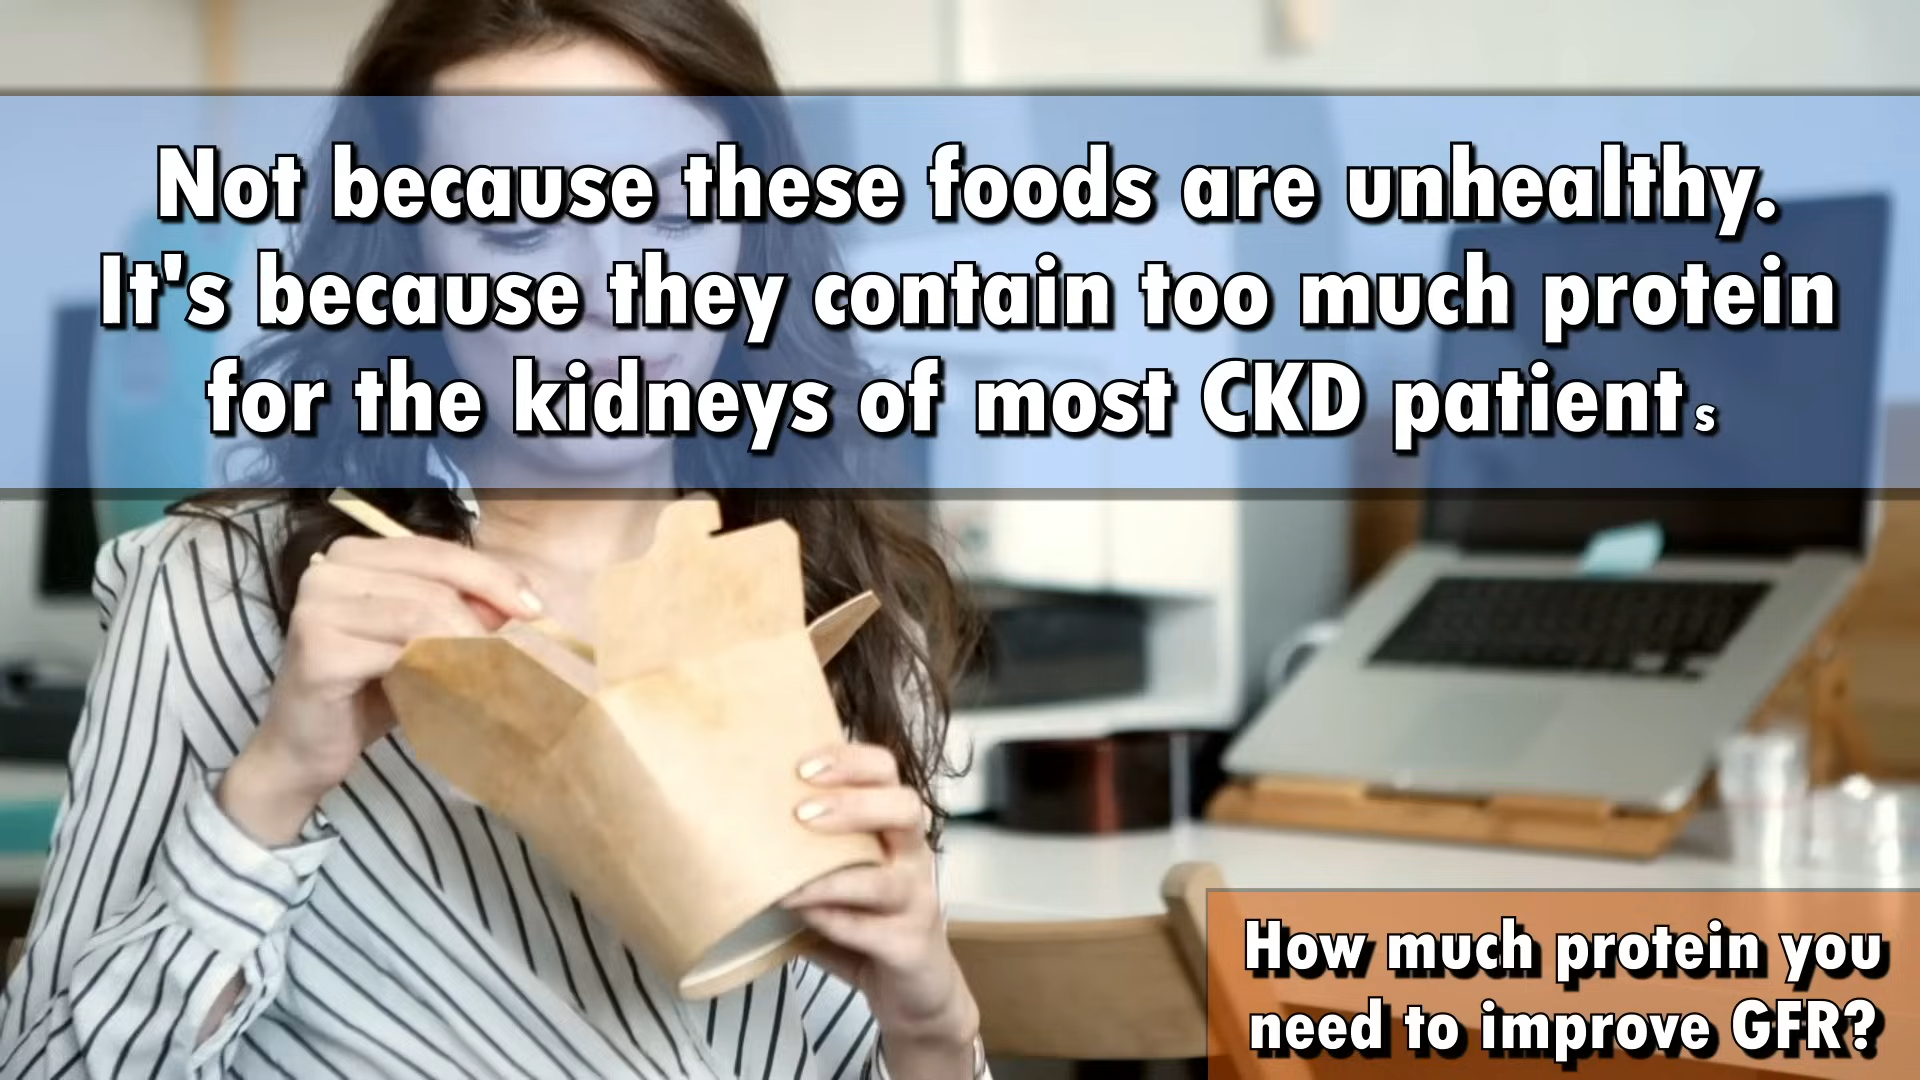 Not because these foods are unhealthy.
It's because they contain too much protein
for the kidneys of most CKD patients
How much protein you
need to improve GFR?